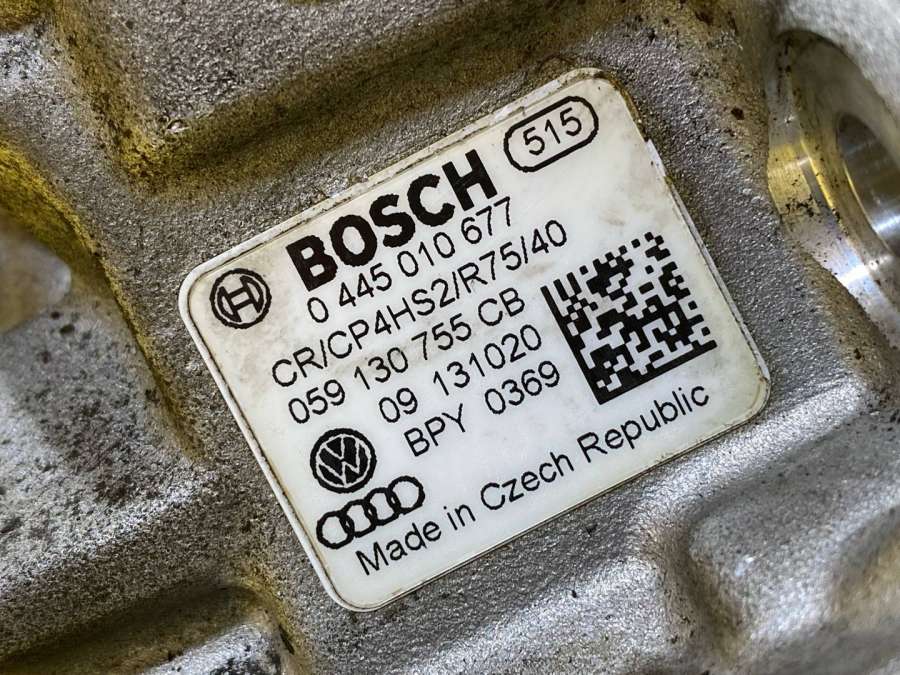 515
BOSCH
0 445 010 677
CR/CP4HS2/R75/40
059 130 755 CB
09 131020
BPY 0369
Made in Czech Republic